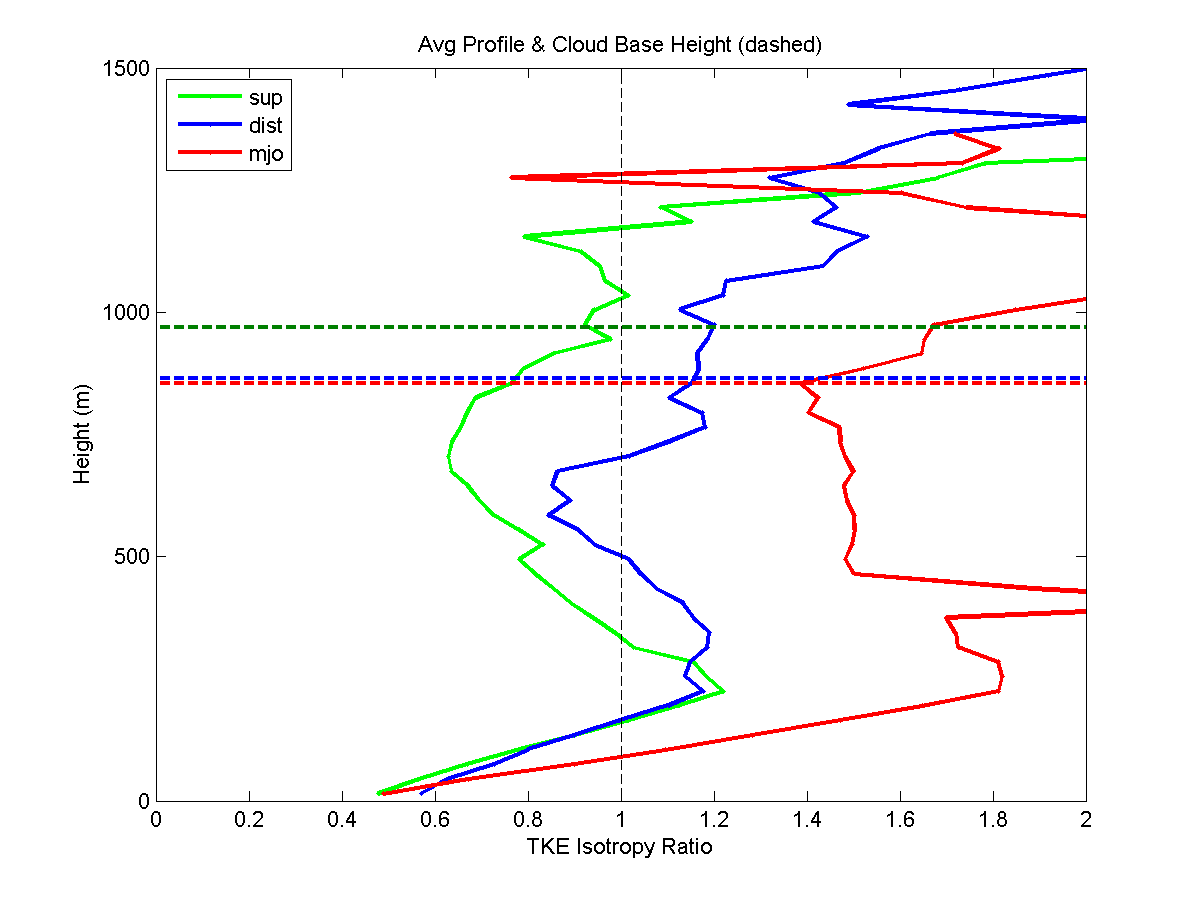 Avg Profile & Cloud Base Height (dashed)
1500
sup
dist
mjo
1000
Height (m)
500
0
0 0.2 0.4 0.6 0.8 1 1.2 1.4 1.6 1.8 2
TKE Isotropy Ratio